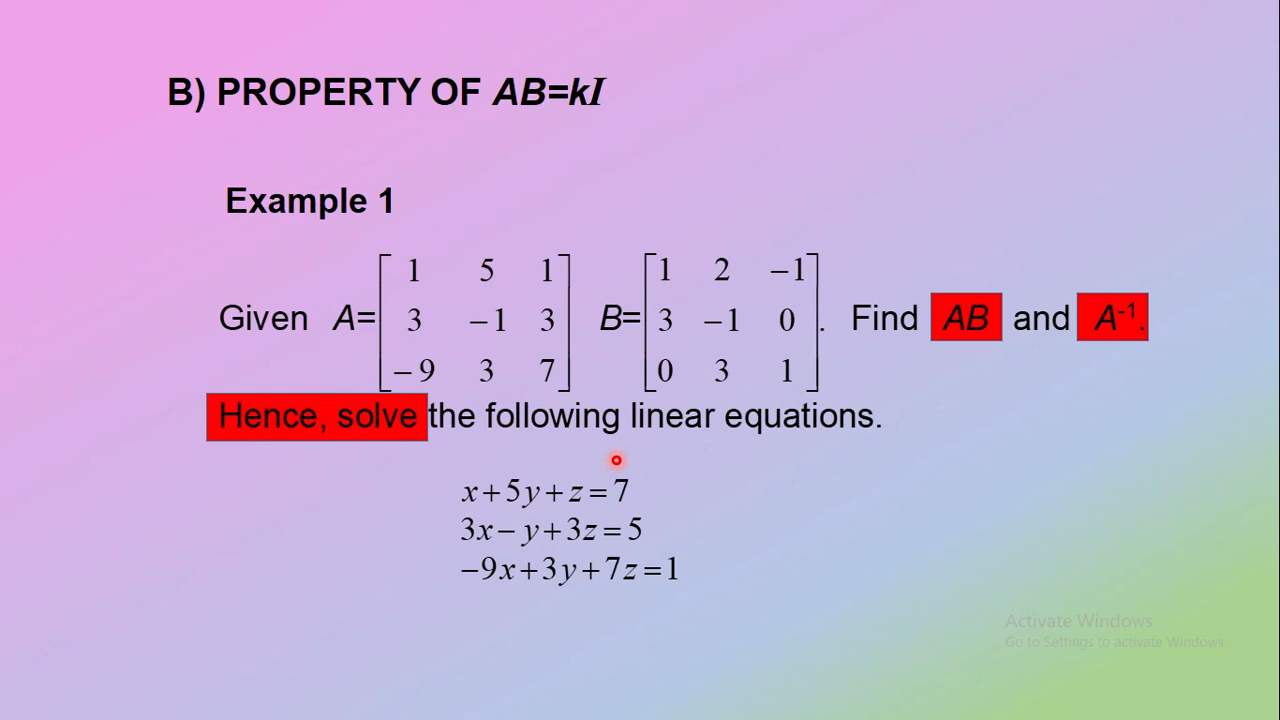 B) PROPERTY OF AB=kI
Example 1
Given A=[1 5 1; 3 −1 3; −9 3 7] B=[1 2 −1; 3 −1 0; 0 3 1]. Find AB and A⁻¹.
Hence, solve the following linear equations.
x+5y+z=7
3x−y+3z=5
−9x+3y+7z=1
Activate Windows
Go to Settings to activate Windows.